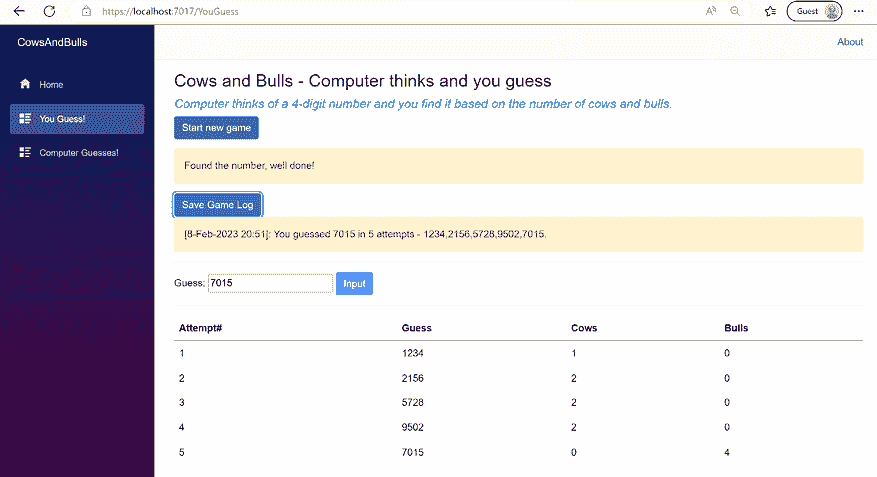 https://localhost:7017/YouGuess
Guest
CowsAndBulls
About
Home
You Guess!
Computer Guesses!
Cows and Bulls - Computer thinks and you guess
Computer thinks of a 4-digit number and you find it based on the number of cows and bulls.
Start new game
Found the number, well done!
Save Game Log
[8-Feb-2023 20:51]: You guessed 7015 in 5 attempts - 1234,2156,5728,9502,7015.
Guess: 7015 Input
Attempt# Guess Cows Bulls
1 1234 1 0
2 2156 2 0
3 5728 2 0
4 9502 2 0
5 7015 0 4